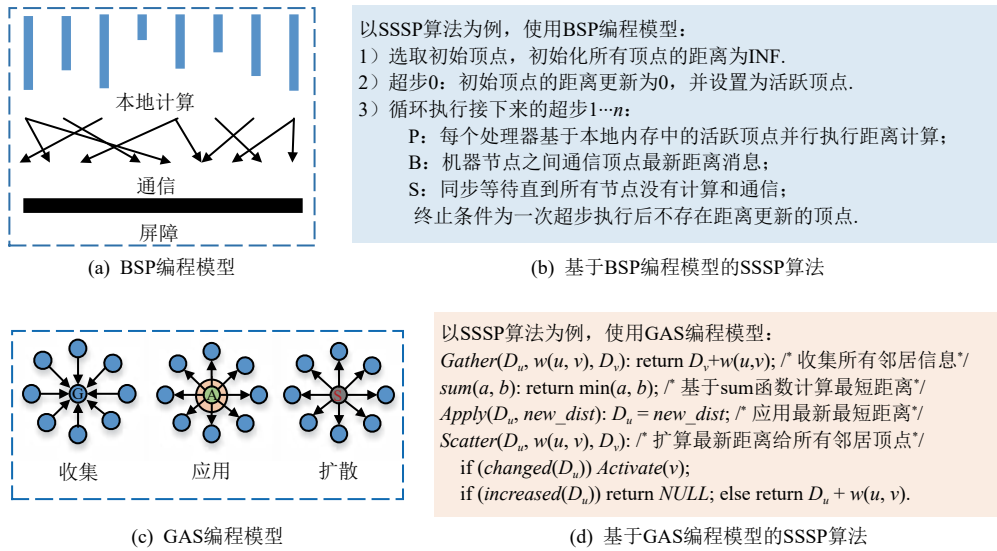 本地计算
通信
屏障
(a) BSP编程模型
以SSSP算法为例，使用BSP编程模型：
1）选取初始顶点，初始化所有顶点的距离为INF.
2）超步0：初始顶点的距离更新为0，并设置为活跃顶点.
3）循环执行接下来的超步1···n：
P：每个处理器基于本地内存中的活跃顶点并行执行距离计算；
B：机器节点之间通信顶点最新距离消息；
S：同步等待直到所有节点没有计算和通信；
终止条件为一次超步执行后不存在距离更新的顶点.
(b) 基于BSP编程模型的SSSP算法
G
A
S
收集
应用
扩散
(c) GAS编程模型
以SSSP算法为例，使用GAS编程模型：
Gather(Du, w(u, v), Dv): return Dv+w(u,v); /* 收集所有邻居信息*/
sum(a, b): return min(a, b); /* 基于sum函数计算最短距离*/
Apply(Du, new_dist): Du = new_dist; /* 应用最新最短距离*/
Scatter(Du, w(u, v), Dv): /* 扩算最新距离给所有邻居顶点*/
if (changed(Du)) Activate(v);
if (increased(Du)) return NULL; else return Du + w(u, v).
(d) 基于GAS编程模型的SSSP算法